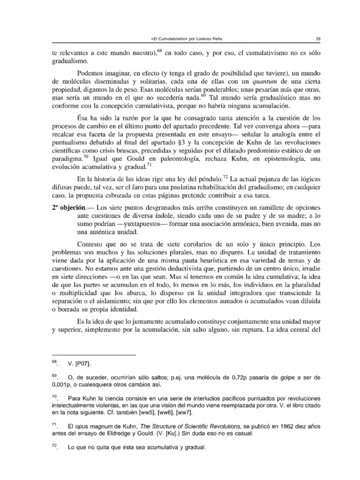 «El Cumulativismo» por Lorenzo Peña 20
te relevantes a este mundo nuestro).68 en todo caso, y por eso, el cumulativismo no es sólo
gradualismo.
Podemos imaginar, en efecto (y tenga el grado de posibilidad que tuviere), un mundo
de moléculas diseminadas y solitarias, cada una de ellas con un quantum de una cierta
propiedad, digamos la de peso. Esas moléculas serían ponderables; unas pesarían más que otras,
mas sería un mundo en el que no sucedería nada.69 Tal mundo sería gradualístico mas no
conforme con la concepción cumulativista, porque no habría ninguna acumulación.
Ésa ha sido la razón por la que he consagrado tanta atención a la cuestión de los
procesos de cambio en el último punto del apartado precedente. Tal vez convenga ahora —para
recalcar esa faceta de la propuesta presentada en este ensayo— señalar la analogía entre el
puntualismo debatido al final del apartado §3 y la concepción de Kuhn de las revoluciones
científicas como crisis bruscas, precedidas y seguidas por el dilatado predominio estático de un
paradigma.70 Igual que Gould en paleontología, rechaza Kuhn, en epistemología, una
evolución acumulativa y gradual.71
En la historia de las ideas rige una ley del péndulo.72 La actual pujanza de las lógicas
difusas puede, tal vez, ser el faro para una paulatina rehabilitación del gradualismo; en cualquier
caso, la propuesta esbozada en estas páginas pretende contribuir a esa tarea.
2ª objeción.— Los siete puntos desgranados más arriba constituyen un ramillete de opciones
ante cuestiones de diversa índole, siendo cada uno de su padre y de su madre; a lo
sumo podrían —yuxtapuestos— formar una asociación armónica, bien avenida, mas no
una auténtica unidad.
Contesto que no se trata de siete corolarios de un solo y único principio. Los
problemas son muchos y las soluciones plurales, mas no dispares. La unidad de tratamiento
viene dada por la aplicación de una misma pauta heurística en esa variedad de temas y de
cuestiones. No estamos ante una gestión deductivista que, partiendo de un centro único, irradie
en siete direcciones —o en las que sean. Mas sí tenemos en común la idea cumulativa; la idea
de que las partes se acumulan en el todo, lo menos en lo más, los individuos en la pluralidad
o multiplicidad que los abarca, lo disperso en la unidad integradora que transciende la
separación o el aislamiento; sin que por ello los elementos aunados o acumulados vean diluida
o borrada su propia identidad.
Es la idea de que lo juntamente acumulado constituye conjuntamente una unidad mayor
y superior, simplemente por la acumulación, sin salto alguno, sin ruptura. La idea central del
68. V. [P07].
69. O, de suceder, ocurrirían sólo saltos; p.ej. una molécula de 0,72p pasaría de golpe a ser de
0,001p, o cualesquiera otros cambios así.
70. Para Kuhn la ciencia consiste en una serie de interludios pacíficos puntuados por revoluciones
intelectualmente violentas, en las que una visión del mundo viene reemplazada por otra. V. el libro citado
en la nota siguiente. Cf. también [ww5], [ww6], [ww7].
71. El opus magnum de Kuhn, The Structure of Scientific Revolutions, se publicó en 1962 diez años
antes del ensayo de Eldredge y Gould. (V. [Ku].) Sin duda eso no es casual.
72. Lo que no quita que ésta sea acumulativa y gradual.